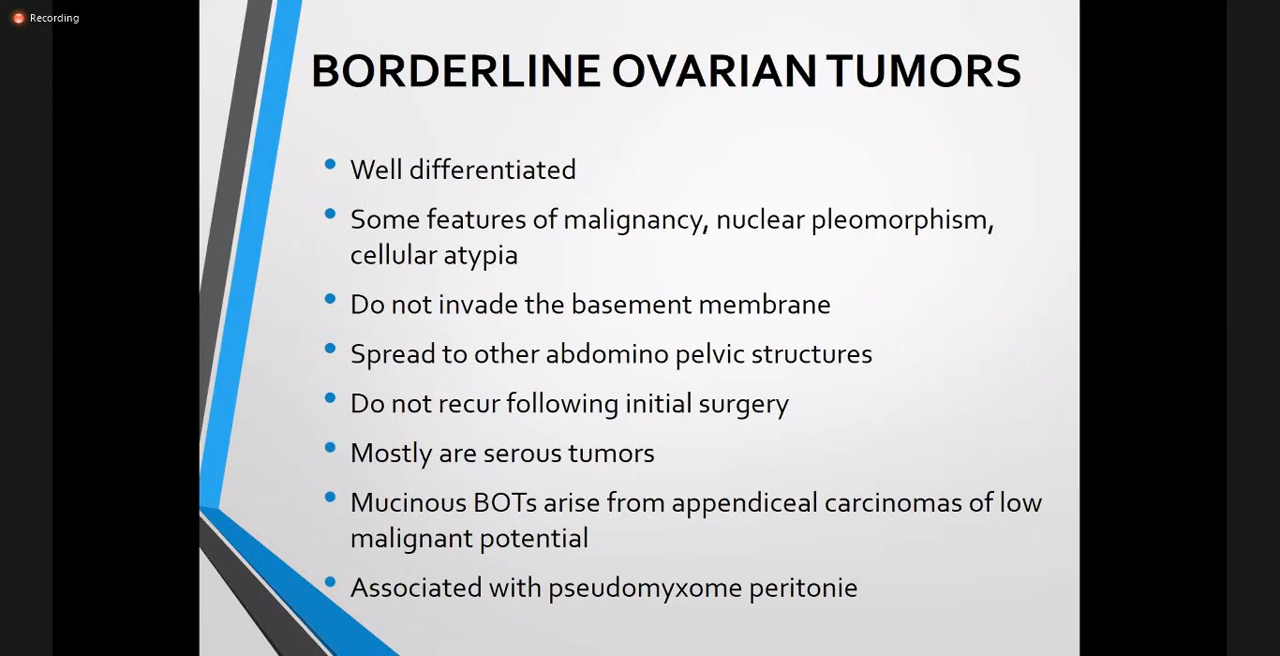 Recording
BORDERLINE OVARIAN TUMORS
• Well differentiated
• Some features of malignancy, nuclear pleomorphism,
cellular atypia
• Do not invade the basement membrane
• Spread to other abdomino pelvic structures
• Do not recur following initial surgery
• Mostly are serous tumors
• Mucinous BOTs arise from appendiceal carcinomas of low
malignant potential
• Associated with pseudomyxome peritonie